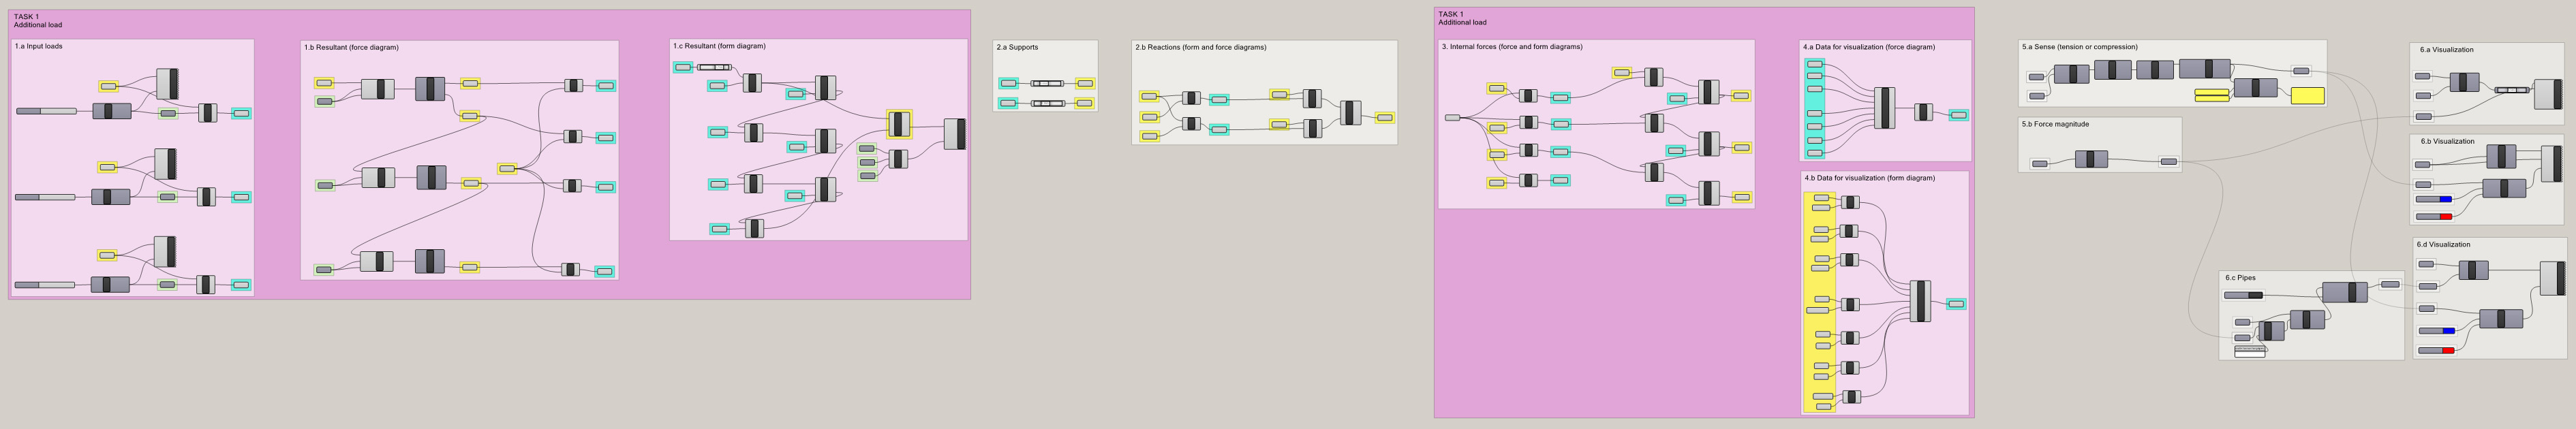 TASK 1
Additional load
1.a Input loads
1.b Resultant (force diagram)
1.c Resultant (form diagram)
2.a Supports
2.b Reactions (form and force diagrams)
TASK 1
Additional load
3. Internal forces (force and form diagrams)
4.a Data for visualization (force diagram)
4.b Data for visualization (form diagram)
5.a Sense (tension or compression)
5.b Force magnitude
6.a Visualization
6.b Visualization
6.c Pipes
6.d Visualization